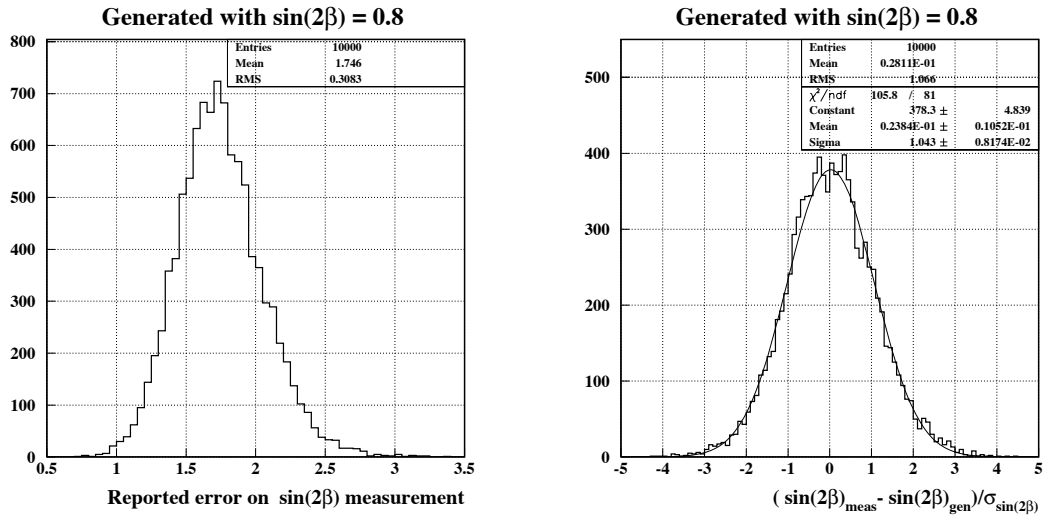 Generated with sin(2β) = 0.8
Entries 10000
Mean 1.746
RMS 0.3083
800
700
600
500
400
300
200
100
0
0.5 1 1.5 2 2.5 3 3.5
Reported error on sin(2β) measurement
Generated with sin(2β) = 0.8
Entries 10000
Mean 0.2811E-01
RMS 1.066
χ²/ndf 105.8 / 81
Constant 378.3 ± 4.839
Mean 0.2384E-01 ± 0.1052E-01
Sigma 1.043 ± 0.8174E-02
500
400
300
200
100
0
-5 -4 -3 -2 -1 0 1 2 3 4 5
( sin(2β)meas - sin(2β)gen)/σsin(2β)